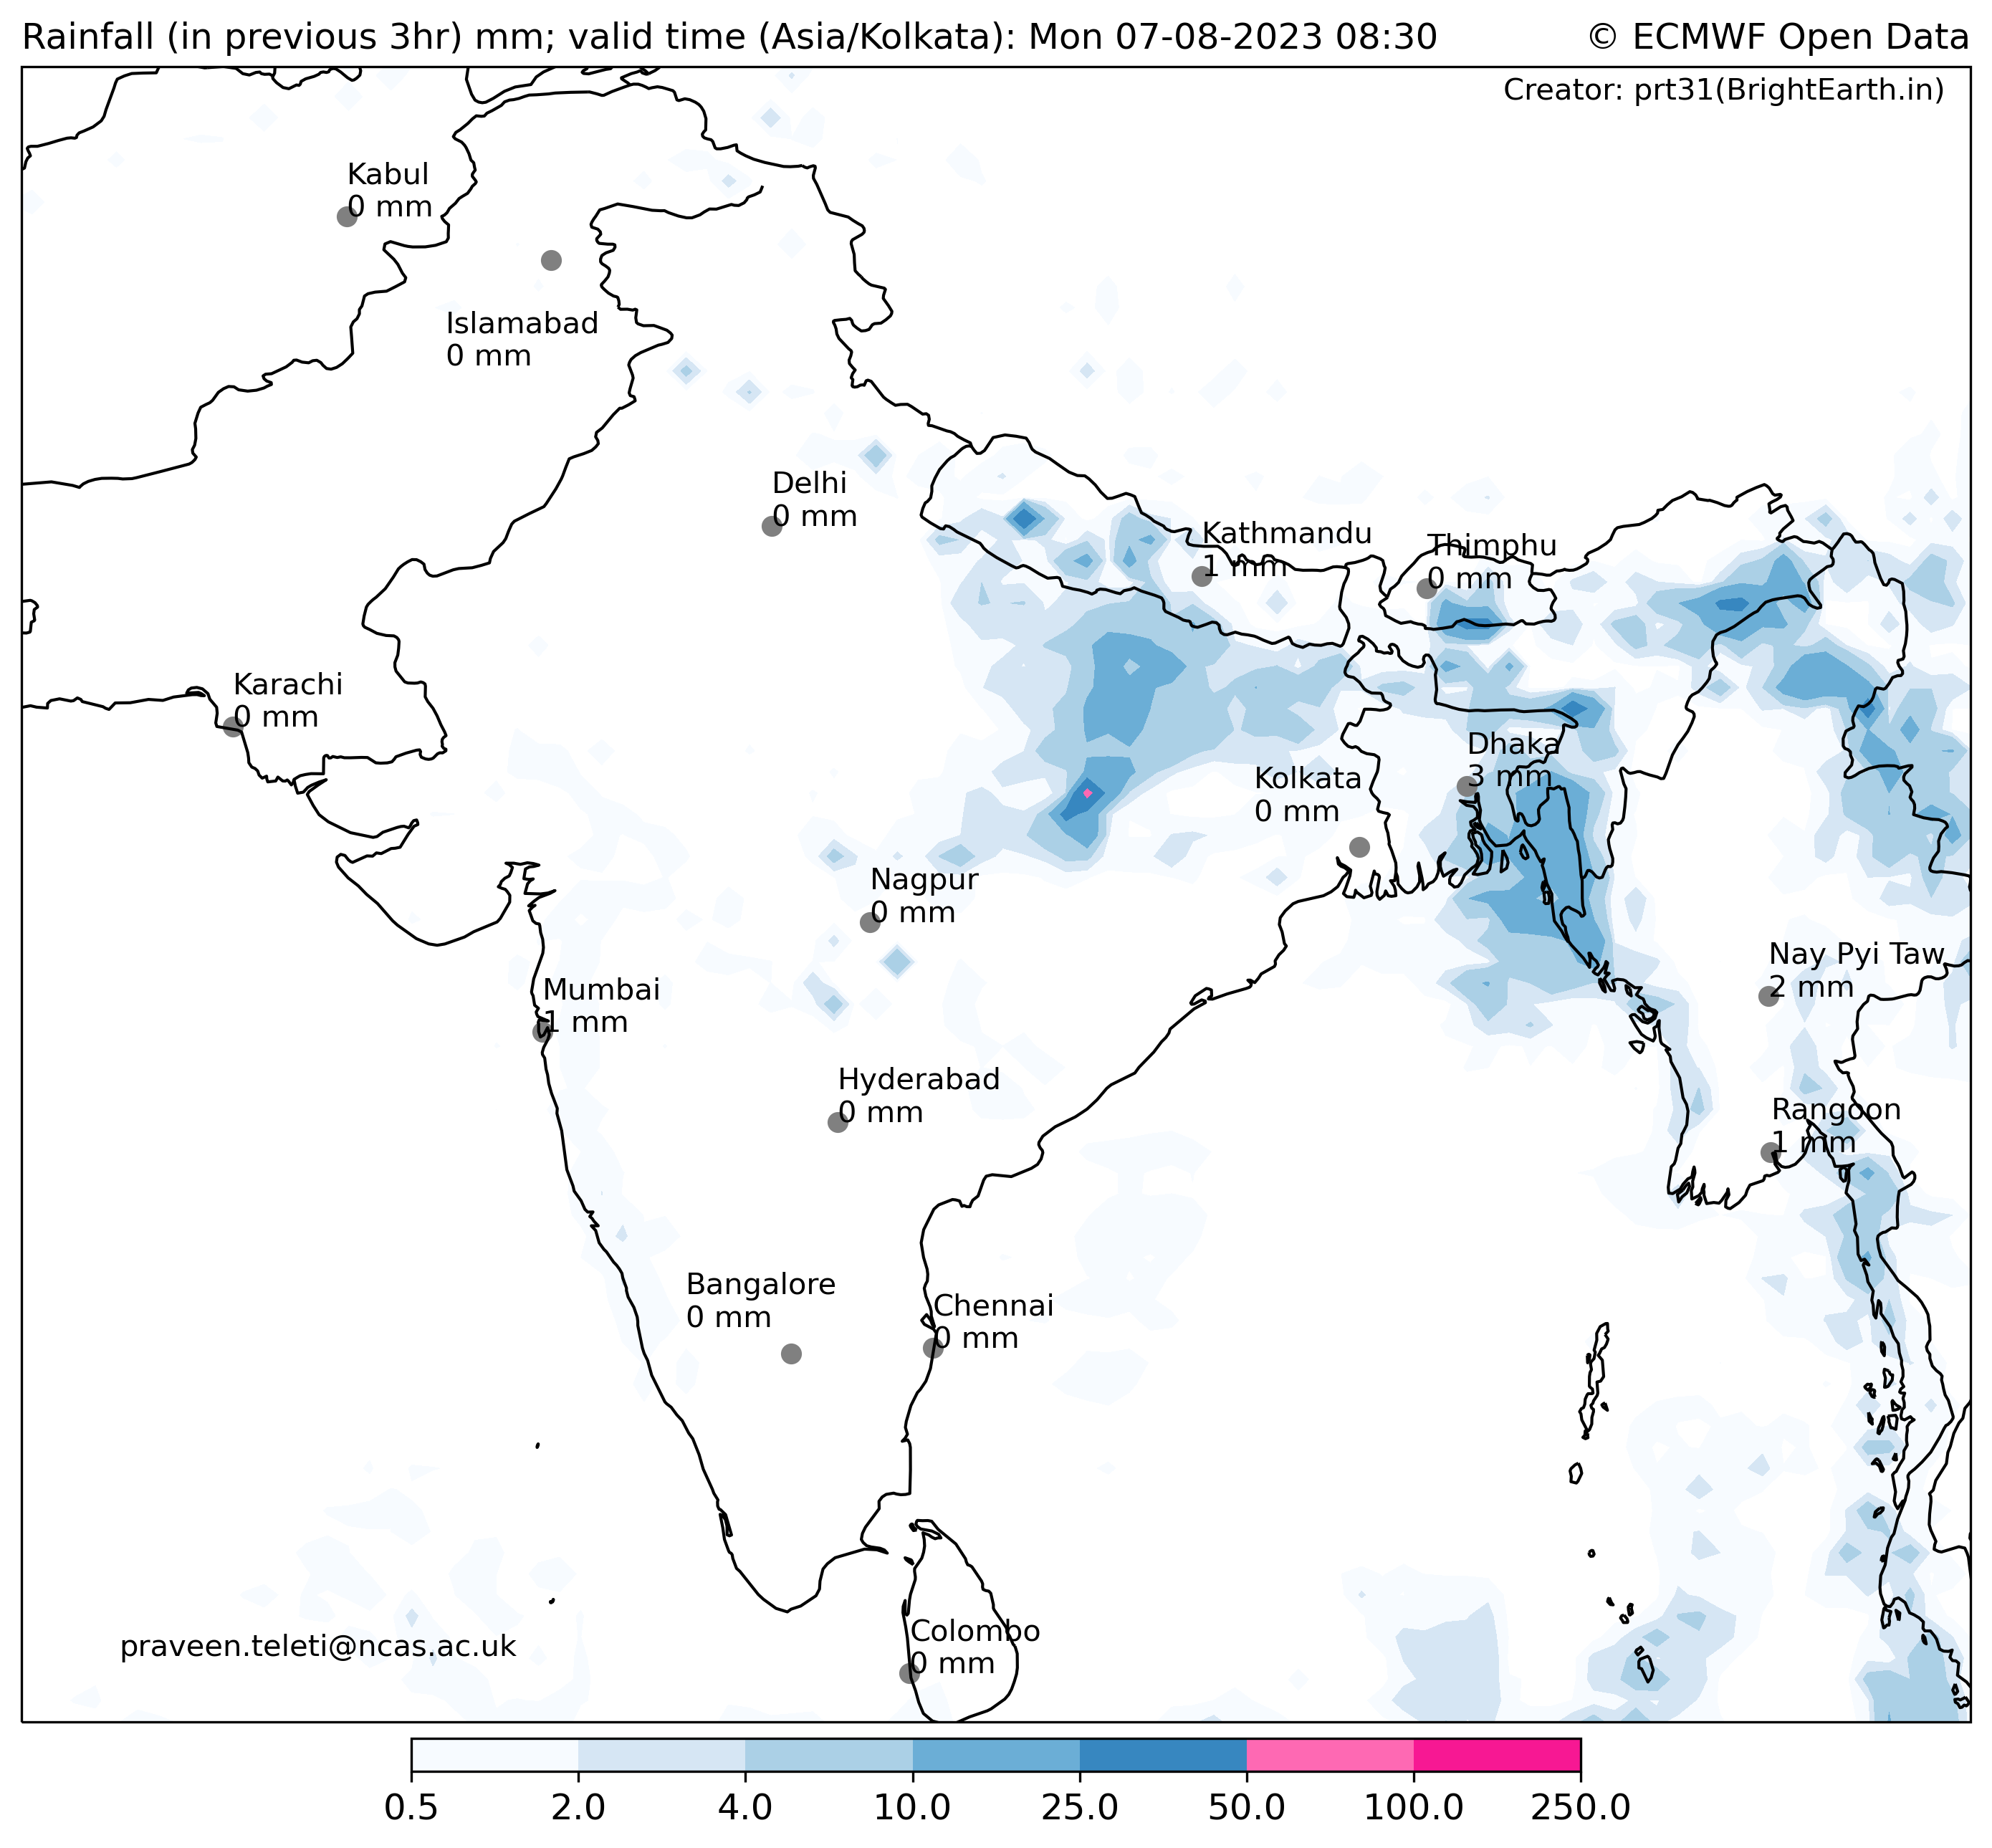 Rainfall (in previous 3hr) mm; valid time (Asia/Kolkata): Mon 07-08-2023 08:30
© ECMWF Open Data
Creator: prt31(BrightEarth.in)
Kabul
0 mm
Islamabad
0 mm
Delhi
0 mm
Kathmandu
1 mm
Thimphu
0 mm
Karachi
0 mm
Dhaka
3 mm
Kolkata
0 mm
Nagpur
0 mm
Nay Pyi Taw
2 mm
Mumbai
1 mm
Hyderabad
0 mm
Rangoon
1 mm
Bangalore
0 mm
Chennai
0 mm
Colombo
0 mm
praveen.teleti@ncas.ac.uk
0.5 2.0 4.0 10.0 25.0 50.0 100.0 250.0